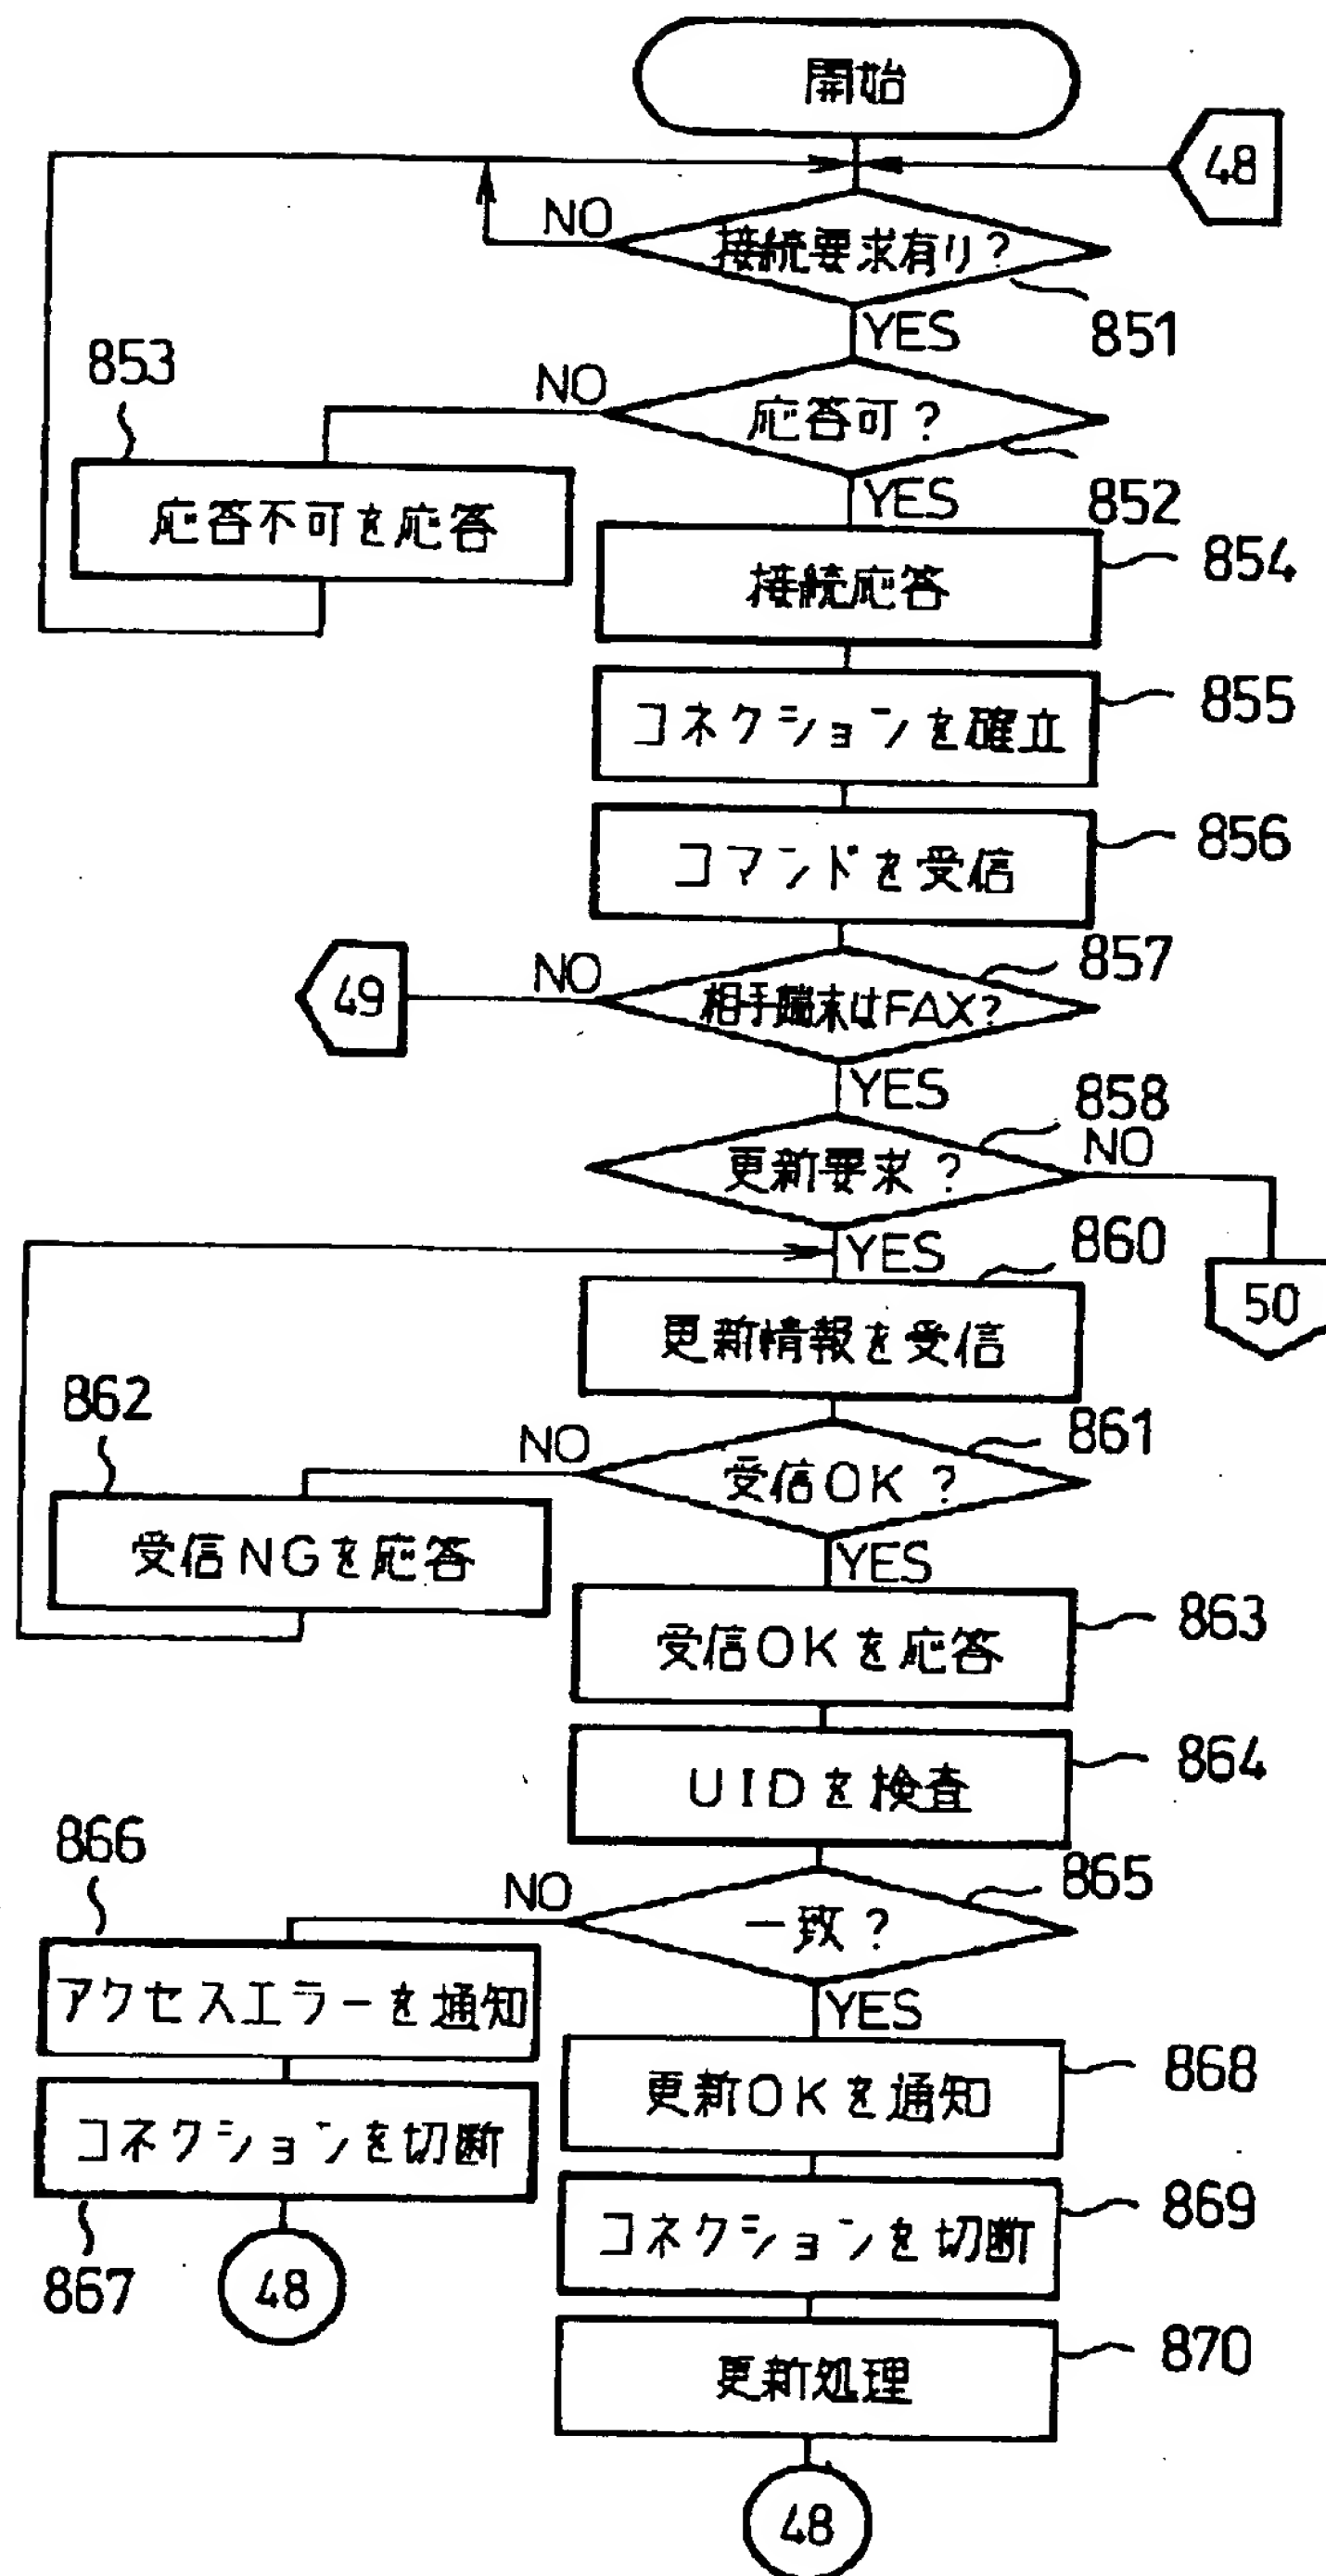 開始
48
NO
接続要求有り?
851
YES
853
NO
応答可?
852
YES
応答不可を応答
接続応答
854
コネクションを確立
855
コマンドを受信
856
857
NO
49
相手端末はFAX?
YES
858
更新要求?
NO
YES
860
50
更新情報を受信
862
NO
861
受信OK?
YES
受信NGを応答
受信OKを応答
863
UIDを検査
864
866
NO
865
一致?
YES
アクセスエラーを通知
更新OKを通知
868
コネクションを切断
867
48
コネクションを切断
869
更新処理
870
48